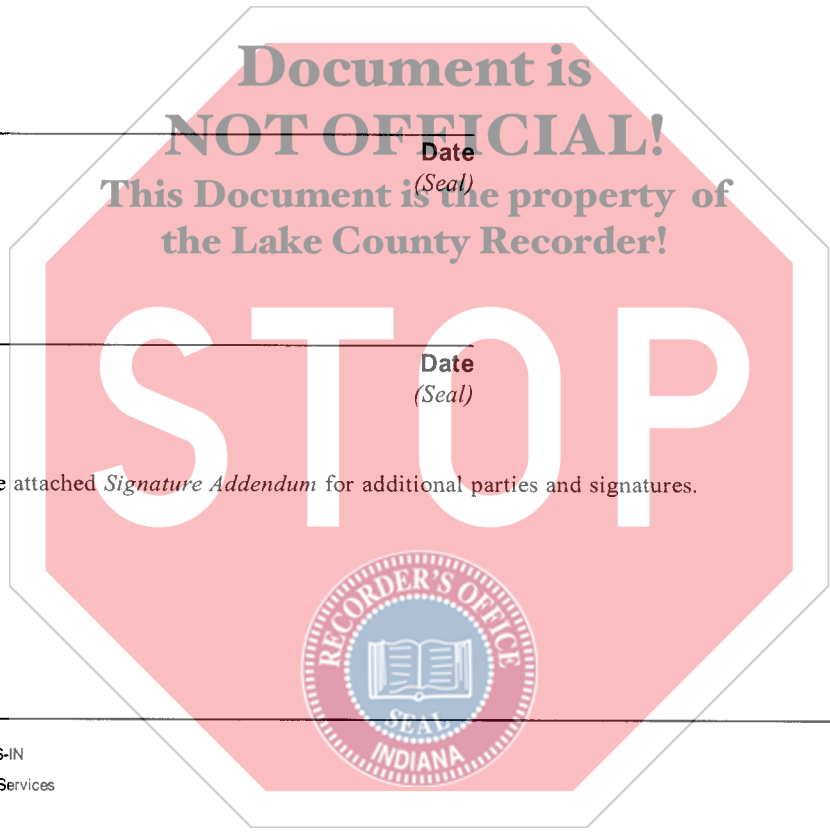 Document is
NOT OFFICIAL!
Date
(Seal)
This Document is the property of
the Lake County Recorder!
STOP
Date
(Seal)
attached Signature Addendum for additional parties and signatures.
RECORDER'S OFFICE
SEAL
INDIANA
-IN
Services